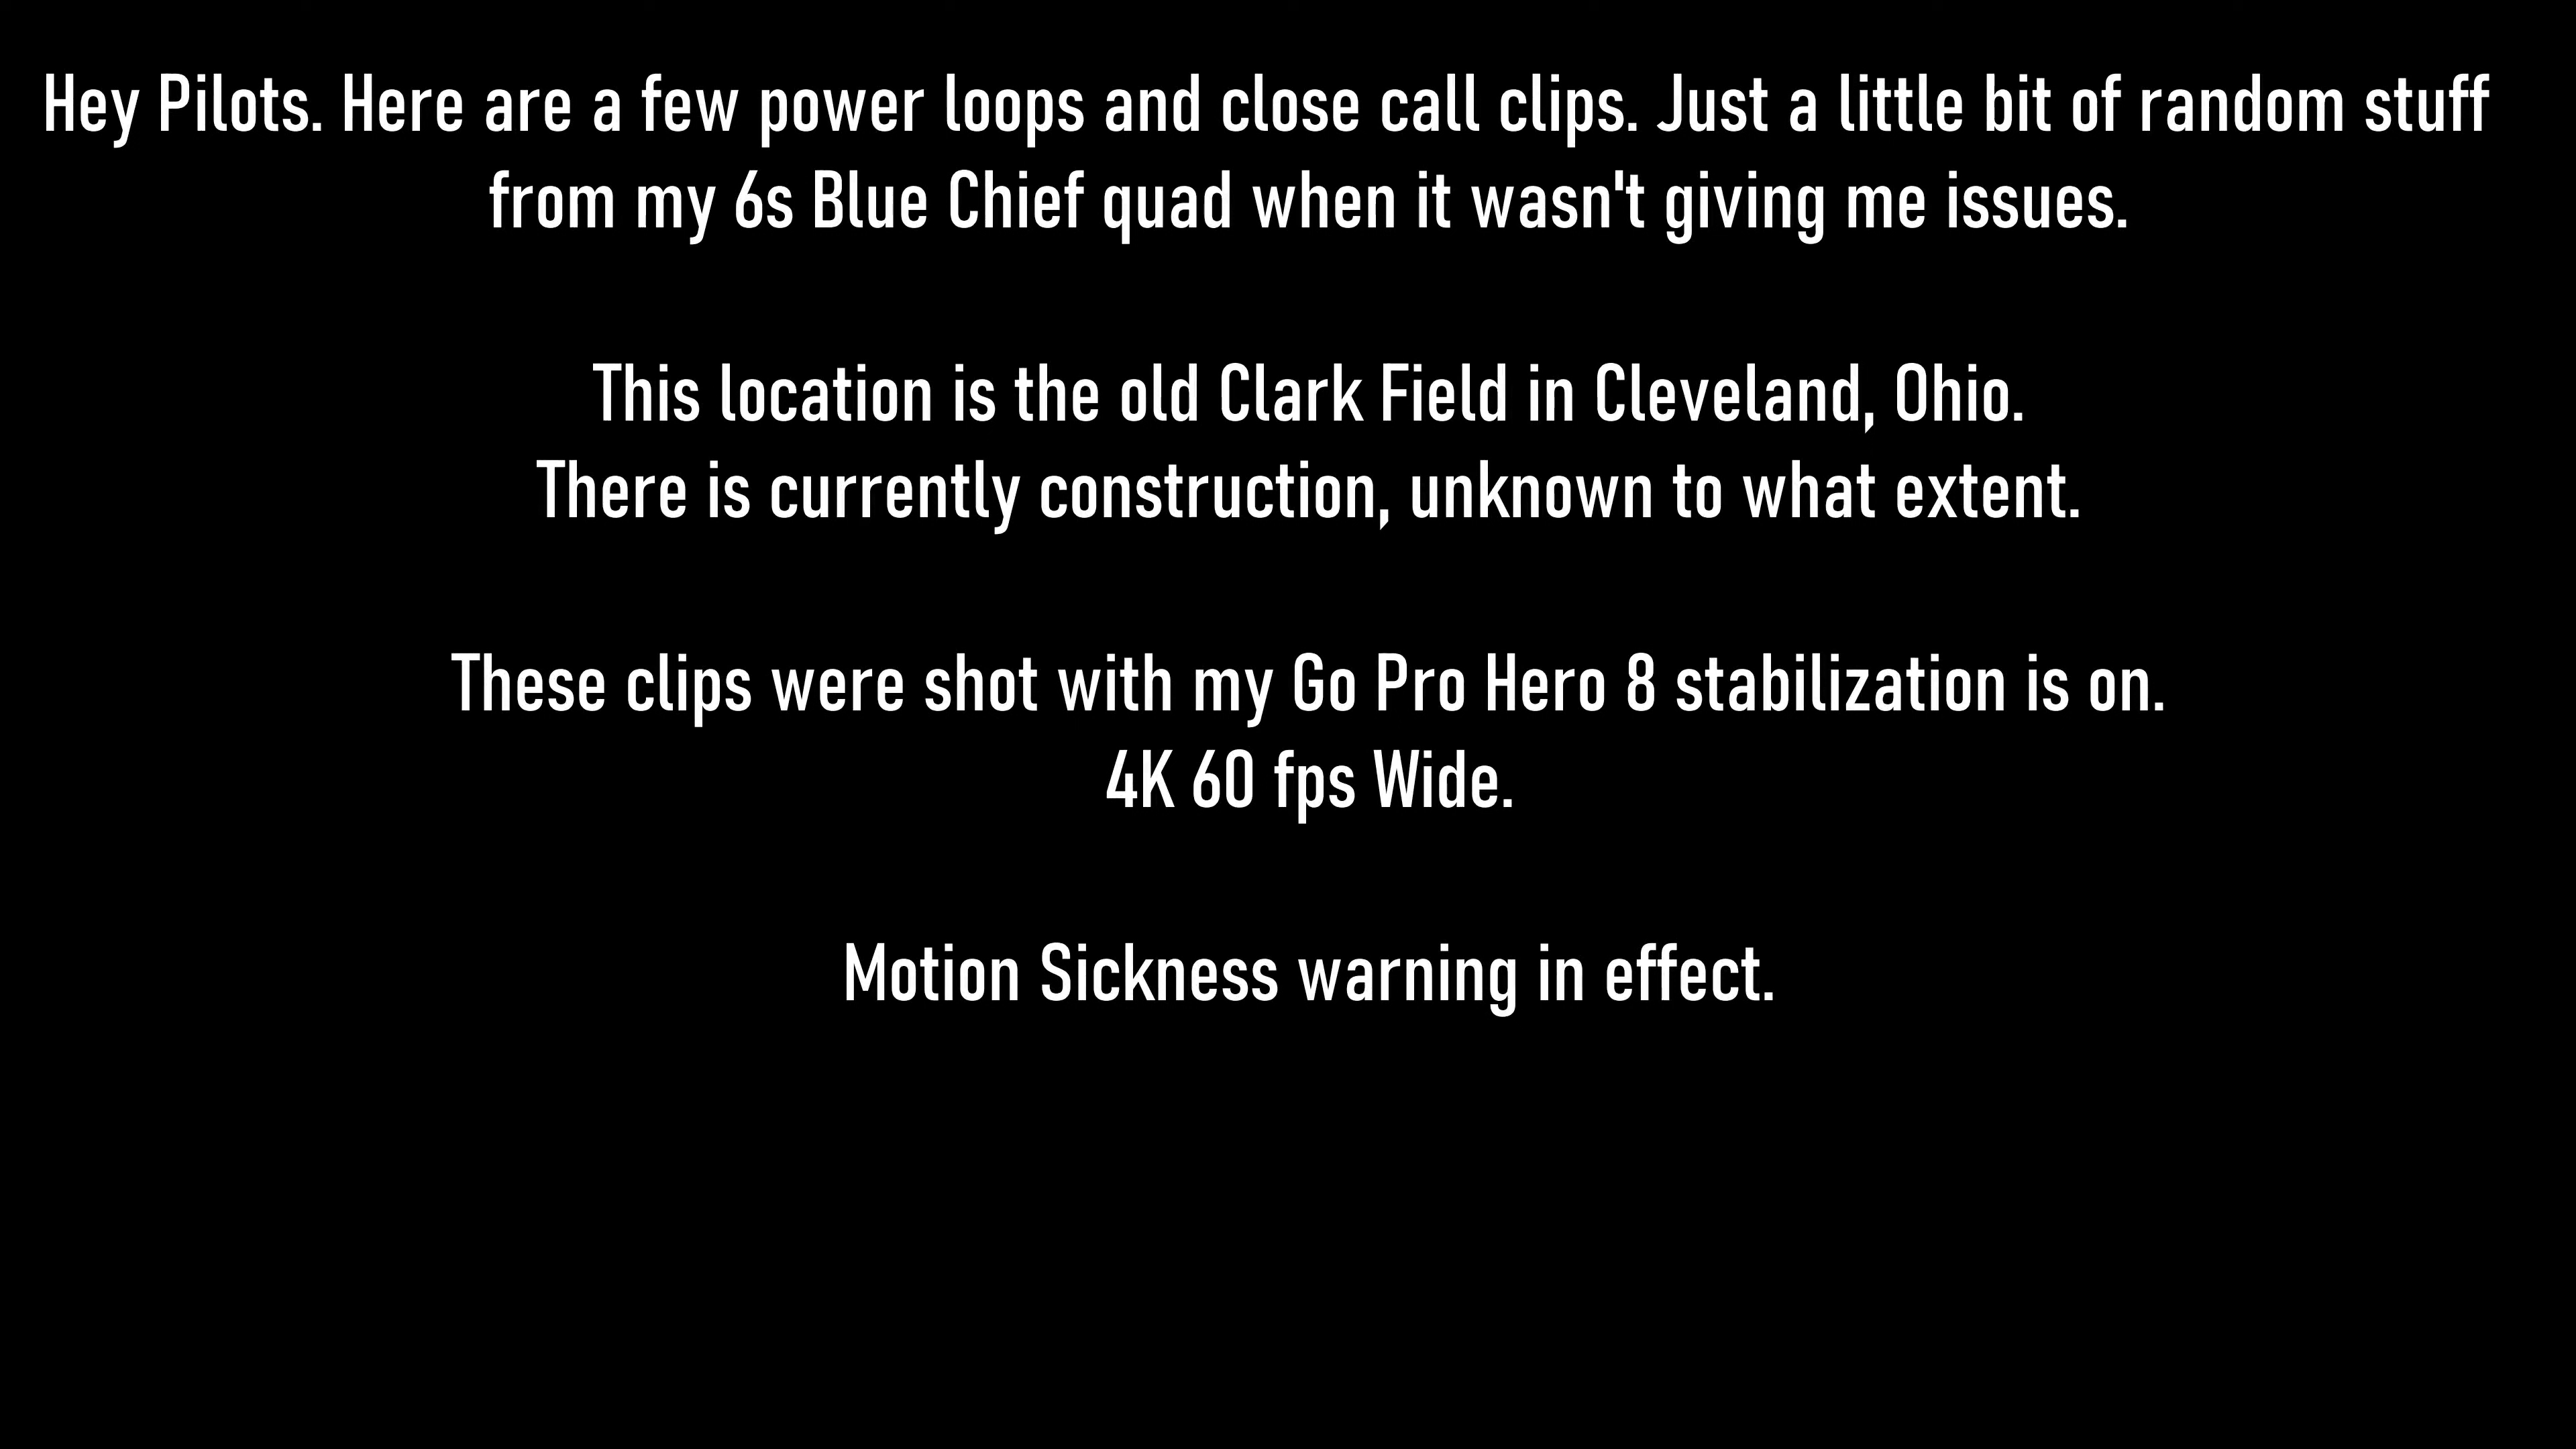 Hey Pilots. Here are a few power loops and close call clips. Just a little bit of random stuff
from my 6s Blue Chief quad when it wasn't giving me issues.
This location is the old Clark Field in Cleveland, Ohio.
There is currently construction, unknown to what extent.
These clips were shot with my Go Pro Hero 8 stabilization is on.
4K 60 fps Wide.
Motion Sickness warning in effect.